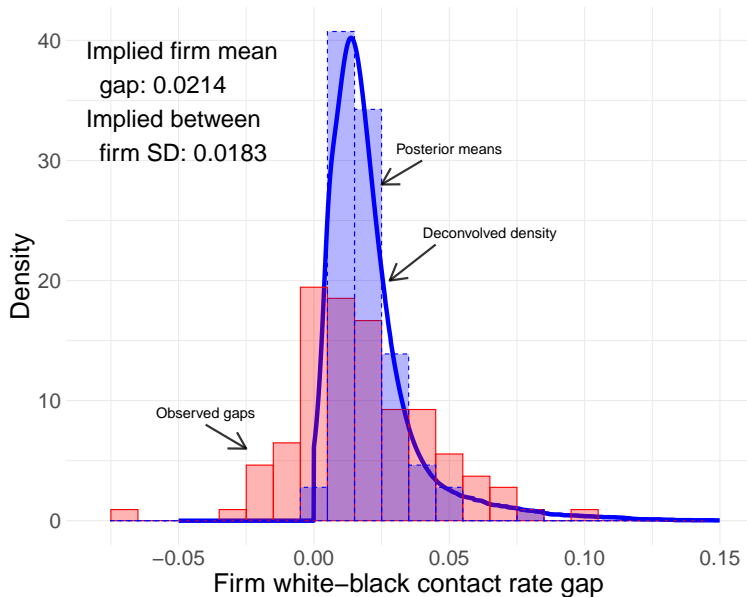 Implied firm mean
gap: 0.0214
Implied between
firm SD: 0.0183
Posterior means
Deconvolved density
Observed gaps
Density
40
30
20
10
0
−0.05
0.00
0.05
0.10
0.15
Firm white−black contact rate gap